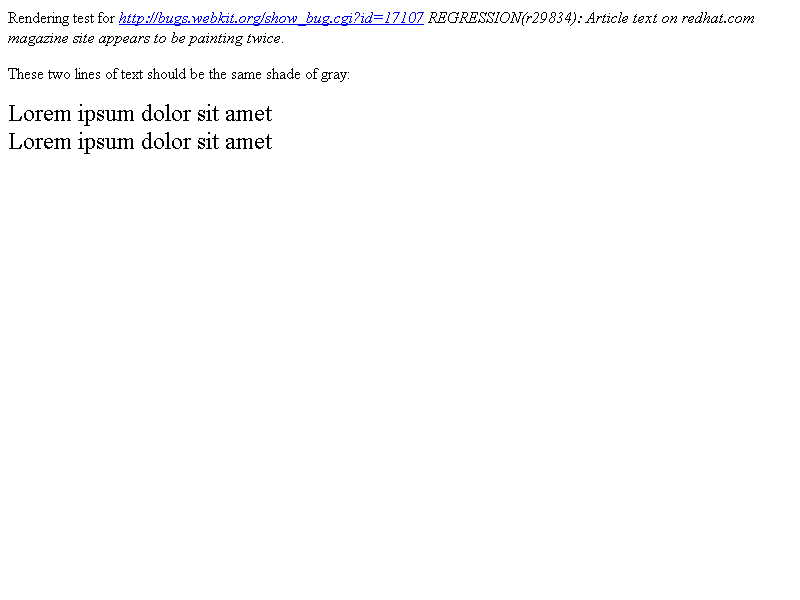 Rendering test for http://bugs.webkit.org/show_bug.cgi?id=17107 REGRESSION(r29834): Article text on redhat.com
magazine site appears to be painting twice.
These two lines of text should be the same shade of gray:
Lorem ipsum dolor sit amet
Lorem ipsum dolor sit amet